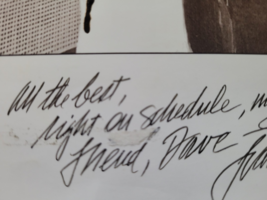 All the best,
right on schedule, my
friend, Dave